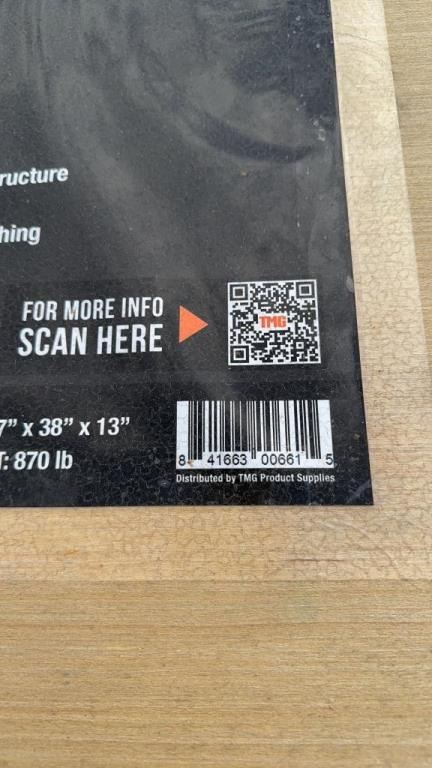 ructure
hing
FOR MORE INFO
SCAN HERE
TMG
7" x 38" x 13"
T: 870 lb
8 41663 00661 5
Distributed by TMG Product Supplies